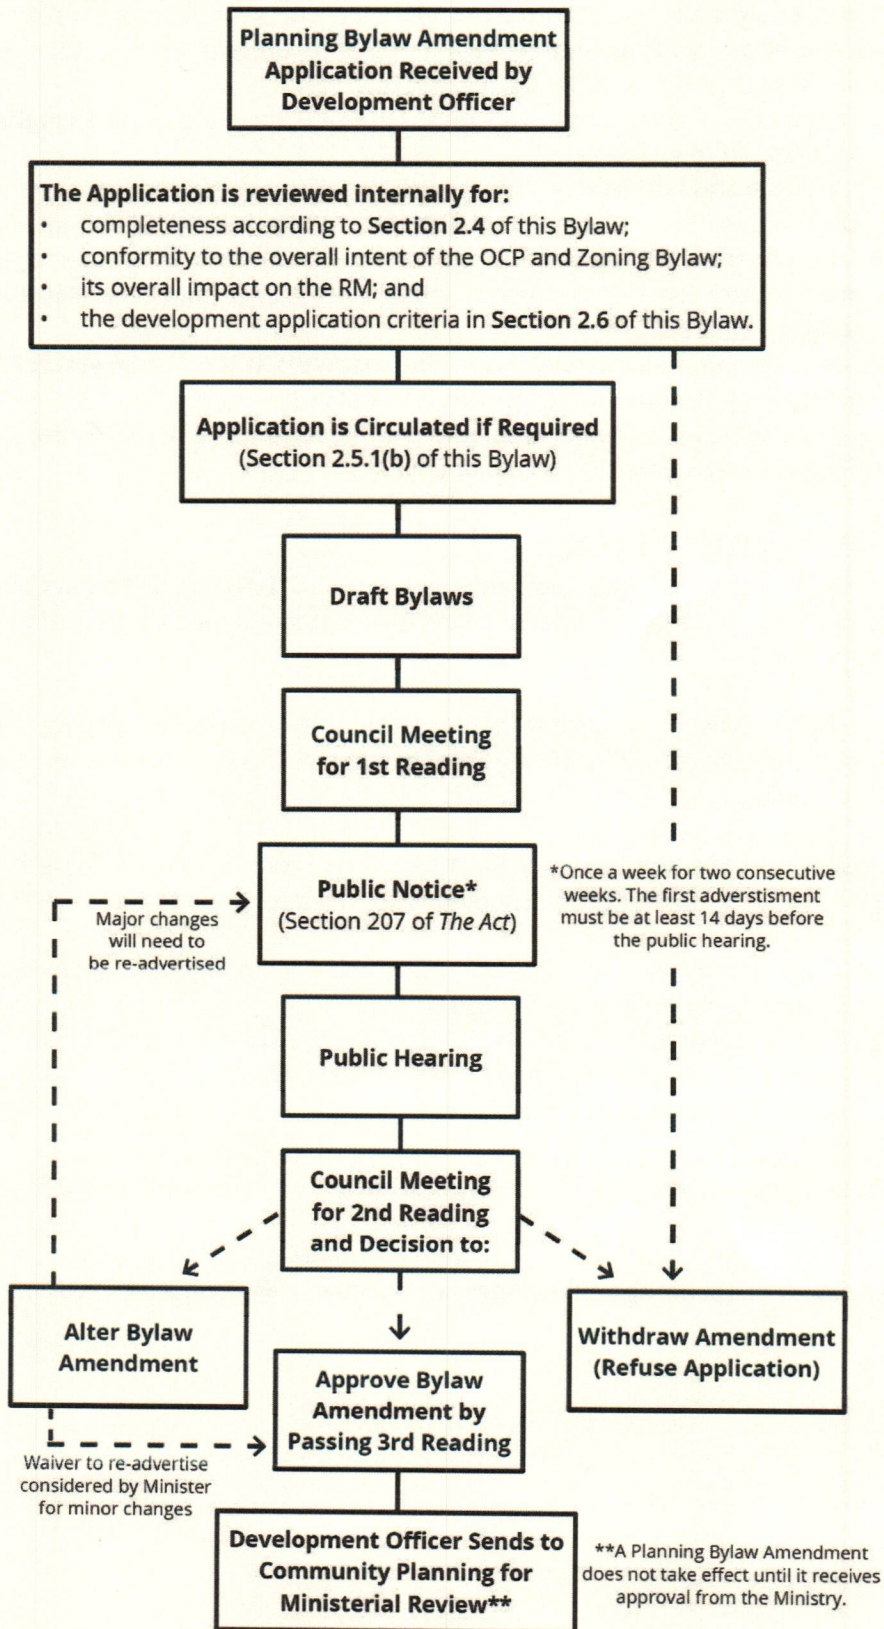 Planning Bylaw Amendment
Application Received by
Development Officer
The Application is reviewed internally for:
• completeness according to Section 2.4 of this Bylaw;
• conformity to the overall intent of the OCP and Zoning Bylaw;
• its overall impact on the RM; and
• the development application criteria in Section 2.6 of this Bylaw.
Application is Circulated if Required
(Section 2.5.1(b) of this Bylaw)
Draft Bylaws
Council Meeting
for 1st Reading
Public Notice*
(Section 207 of The Act)
*Once a week for two consecutive
weeks. The first adverstisment
must be at least 14 days before
the public hearing.
Major changes
will need to
be re-advertised
Public Hearing
Council Meeting
for 2nd Reading
and Decision to:
Alter Bylaw
Amendment
Withdraw Amendment
(Refuse Application)
Approve Bylaw
Amendment by
Passing 3rd Reading
Waiver to re-advertise
considered by Minister
for minor changes
Development Officer Sends to
Community Planning for
Ministerial Review**
**A Planning Bylaw Amendment
does not take effect until it receives
approval from the Ministry.